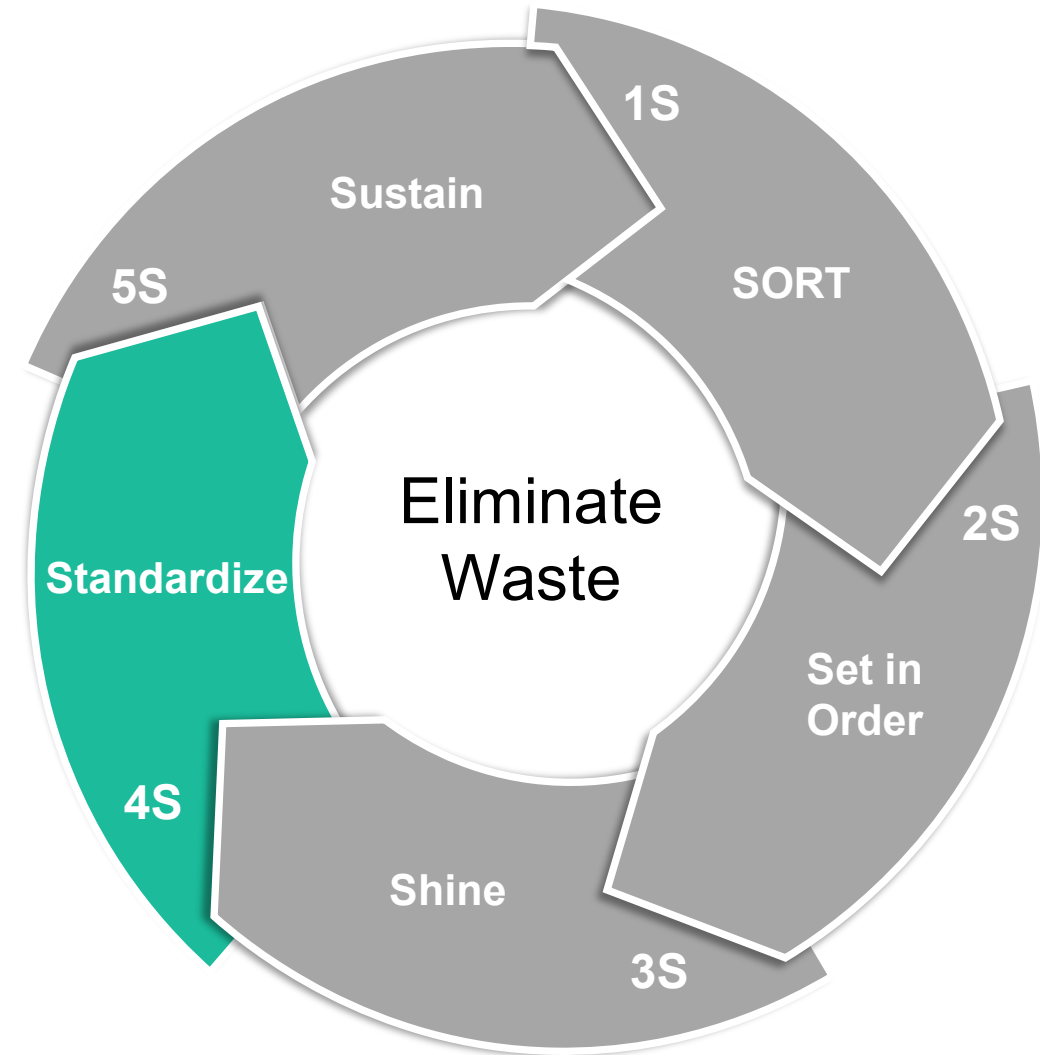 1S
SORT
2S
Set in
Order
3S
Shine
4S
Standardize
5S
Sustain
Eliminate
Waste